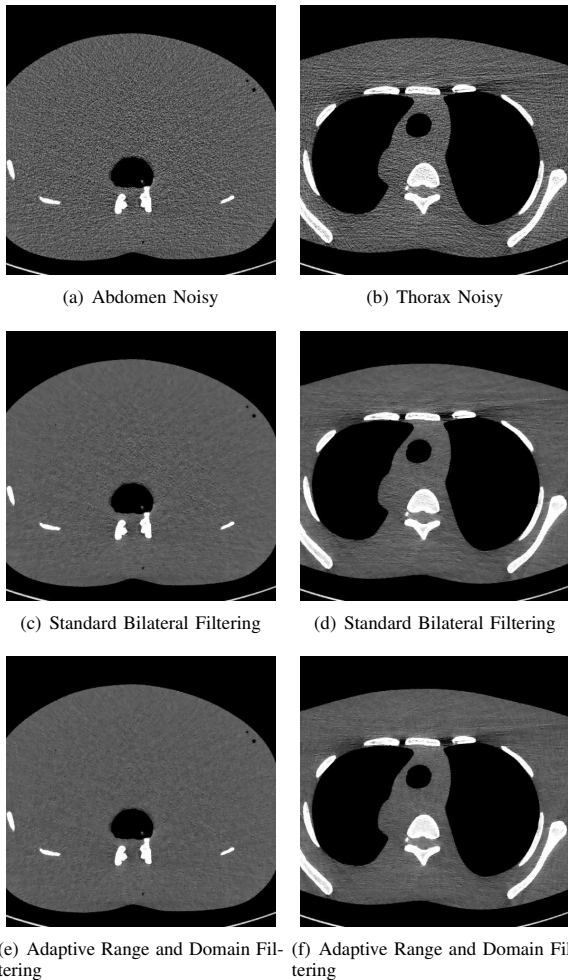 (a) Abdomen Noisy
(b) Thorax Noisy
(c) Standard Bilateral Filtering
(d) Standard Bilateral Filtering
(e) Adaptive Range and Domain Fil-
tering
(f) Adaptive Range and Domain Fil
tering